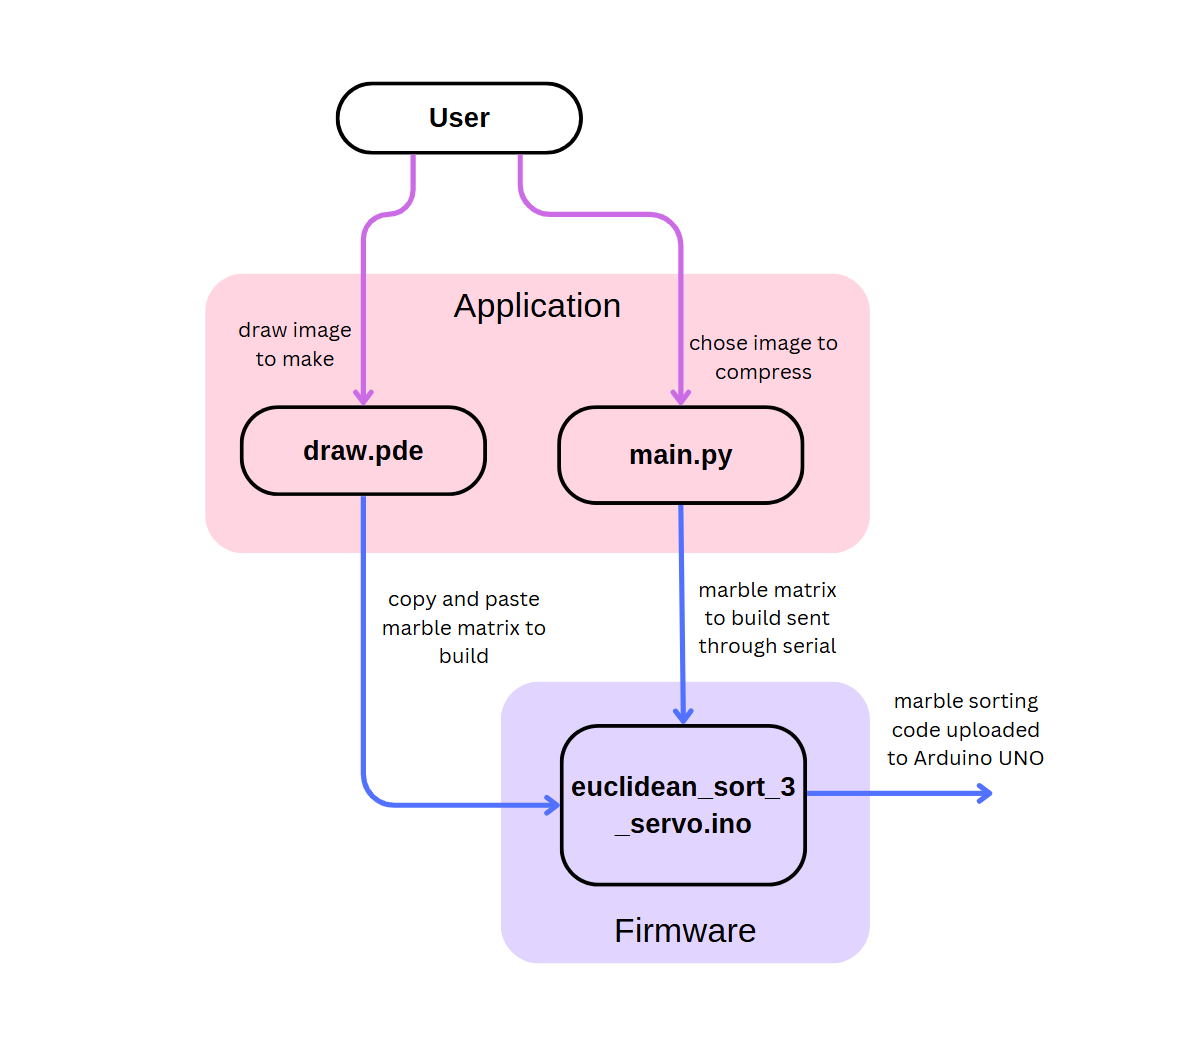 User
Application
draw image
to make
chose image to
compress
draw.pde
main.py
copy and paste
marble matrix to
build
marble matrix
to build sent
through serial
marble sorting
code uploaded
to Arduino UNO
euclidean_sort_3
_servo.ino
Firmware